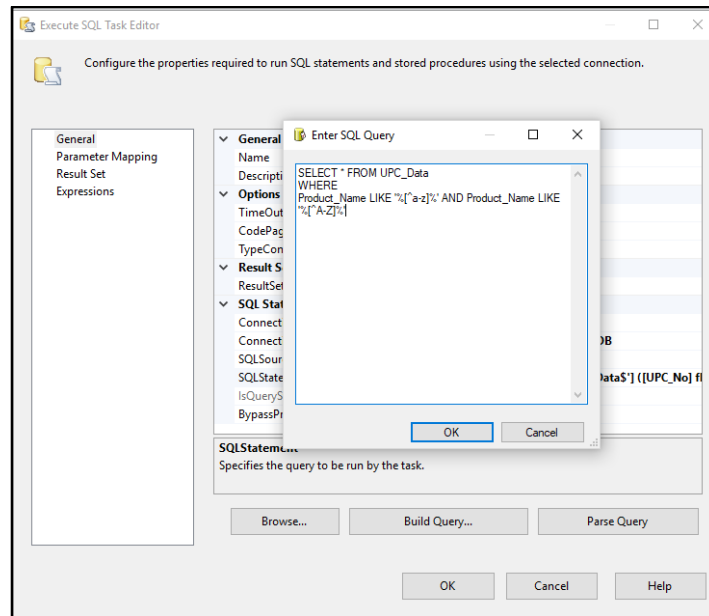 Execute SQL Task Editor
Configure the properties required to run SQL statements and stored procedures using the selected connection.
General
Parameter Mapping
Result Set
Expressions
General
Name
Descripti
Options
TimeOut
CodePag
TypeCon
Result S
ResultSet
SQL Stat
Connect
Connect
DB
SQLSour
SQLState
Data$'] ([UPC_No] fl
IsQueryS
BypassPr
Enter SQL Query
SELECT * FROM UPC_Data
WHERE
Product_Name LIKE '%[^a-z]%' AND Product_Name LIKE
'%[^A-Z]%'
OK
Cancel
SQLStatement
Specifies the query to be run by the task.
Browse...
Build Query...
Parse Query
OK
Cancel
Help